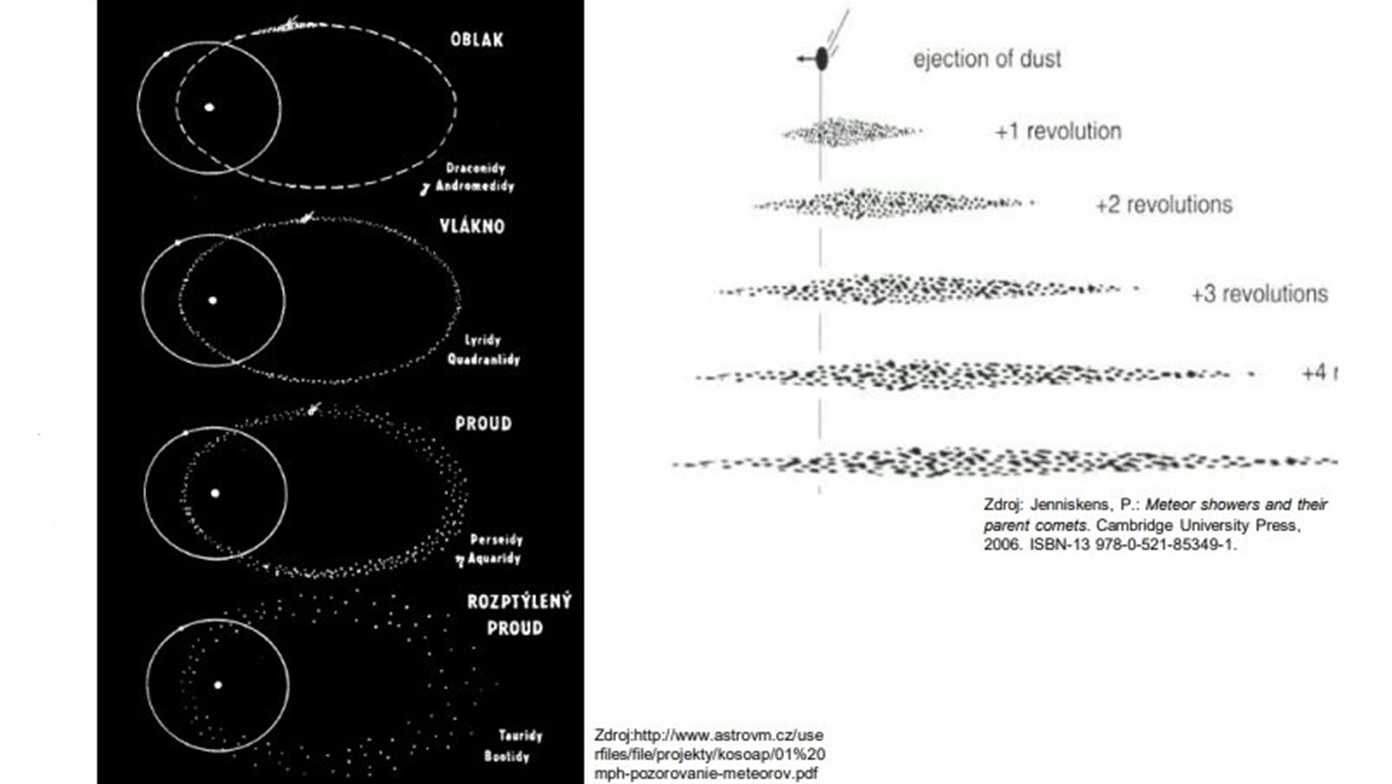 OBLAK
Draconidy
γ Andromedidy
VLÁKNO
Lyridy
Quadrantidy
PROUD
Perseidy
η Aquaridy
ROZPTÝLENÝ
PROUD
Tauridy
Bootidy
ejection of dust
+1 revolution
+2 revolutions
+3 revolutions
+4 r
Zdroj: Jenniskens, P.: Meteor showers and their
parent comets. Cambridge University Press,
2006. ISBN-13 978-0-521-85349-1.
Zdroj:http://www.astrovm.cz/use
rfiles/file/projekty/kosoap/01%20
mph-pozorovanie-meteorov.pdf